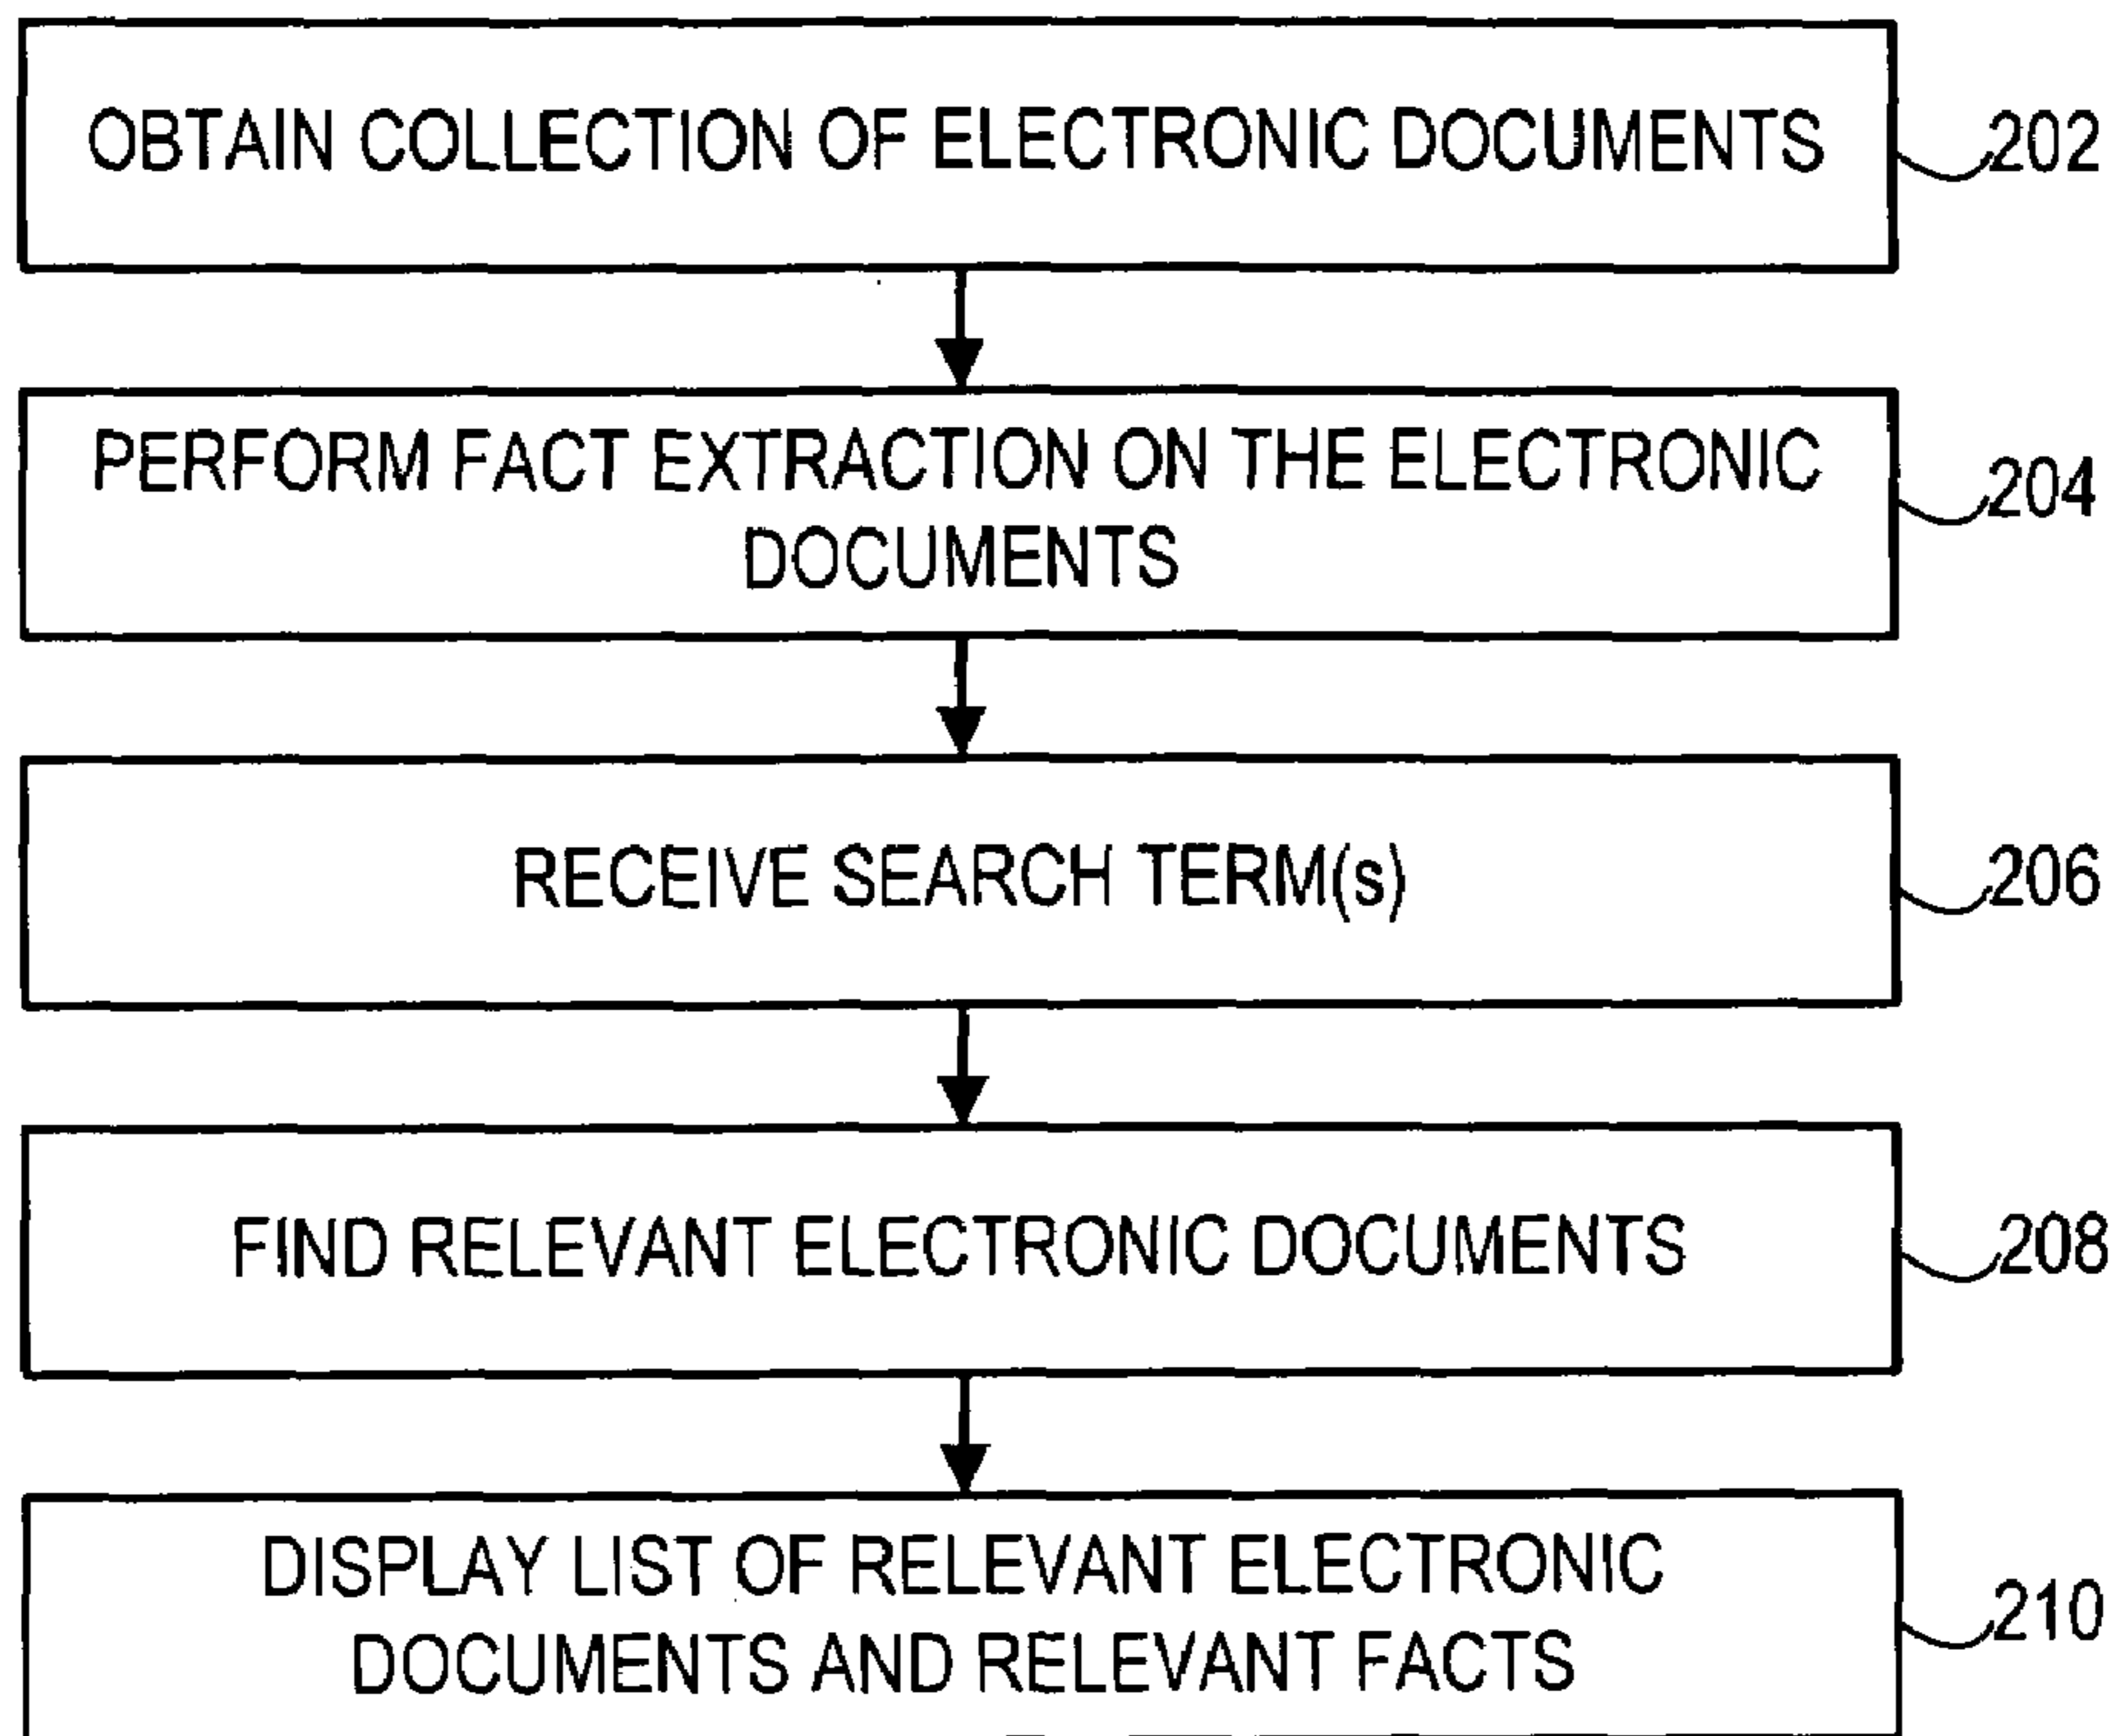 OBTAIN COLLECTION OF ELECTRONIC DOCUMENTS
202
PERFORM FACT EXTRACTION ON THE ELECTRONIC
DOCUMENTS
204
RECEIVE SEARCH TERM(s)
206
FIND RELEVANT ELECTRONIC DOCUMENTS
208
DISPLAY LIST OF RELEVANT ELECTRONIC
DOCUMENTS AND RELEVANT FACTS
210